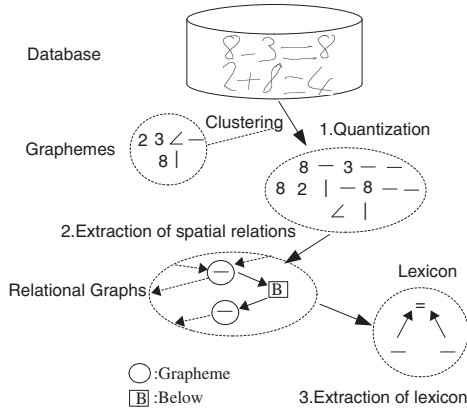 Database
8-3=8
2+8=4
Clustering
1.Quantization
Graphemes
2 3 ∠ —
8 |
8 — 3 — —
8 2 | — 8 — —
∠ |
2.Extraction of spatial relations
Relational Graphs
—
B
—
Lexicon
=
— —
:Grapheme
B :Below
3.Extraction of lexicon